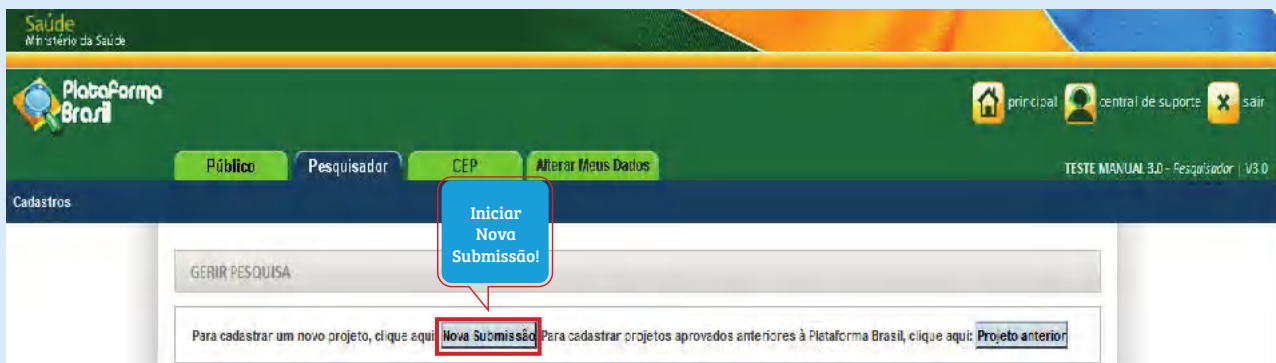 Saúde
Ministério da Saúde
Plataforma
Brasil
principal central de suporte sair
Público Pesquisador CEP Alterar Meus Dados
TESTE MANUAL 3.0 - Pesquisador | V3.0
Cadastros
Iniciar
Nova
Submissão!
GERIR PESQUISA
Para cadastrar um novo projeto, clique aqui: Nova Submissão Para cadastrar projetos aprovados anteriores à Plataforma Brasil, clique aqui: Projeto anterior